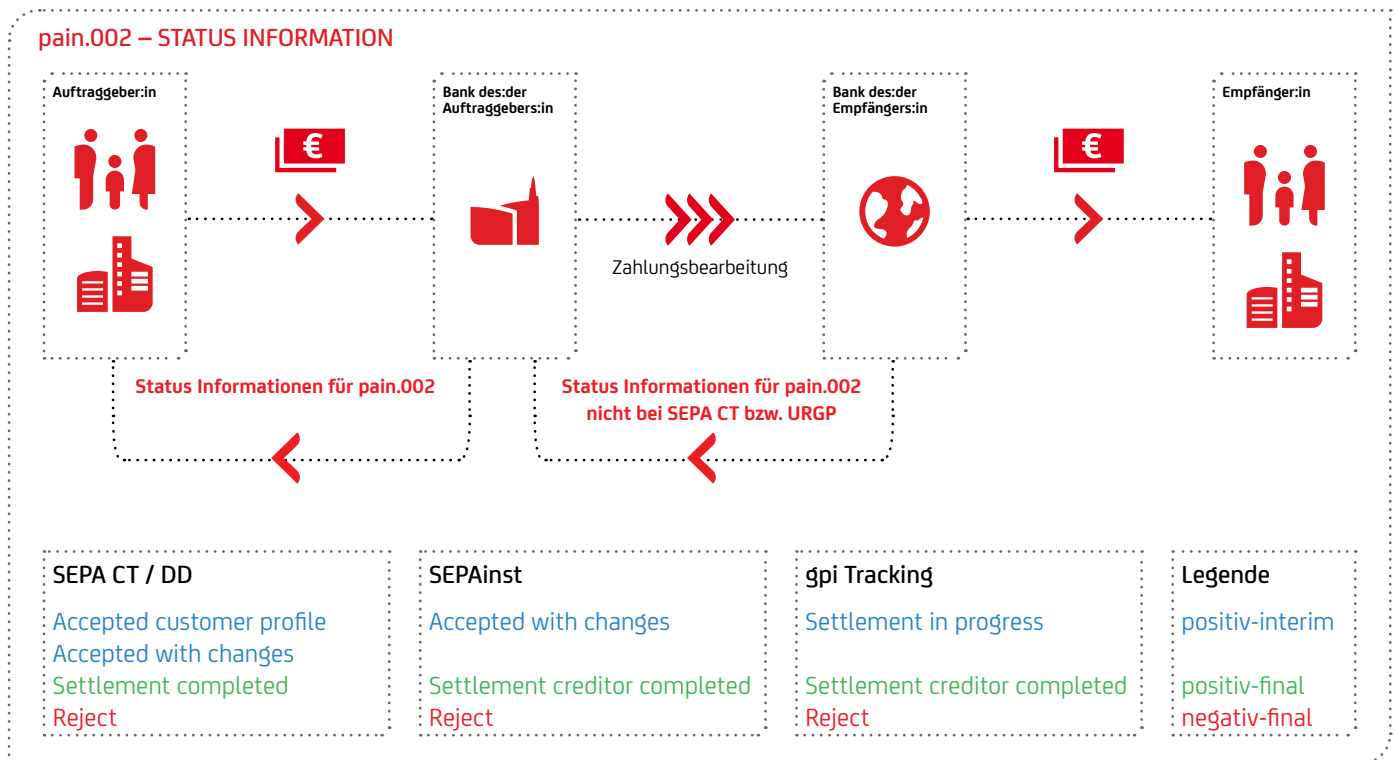 pain.002 – STATUS INFORMATION
Auftraggeber:in
Bank des:der
Auftraggebers:in
Bank des:der
Empfängers:in
Empfänger:in
€
€
Zahlungsbearbeitung
Status Informationen für pain.002
Status Informationen für pain.002
nicht bei SEPA CT bzw. URGP
SEPA CT / DD
Accepted customer profile
Accepted with changes
Settlement completed
Reject
SEPAinst
Accepted with changes
Settlement creditor completed
Reject
gpi Tracking
Settlement in progress
Settlement creditor completed
Reject
Legende
positiv-interim
positiv-final
negativ-final